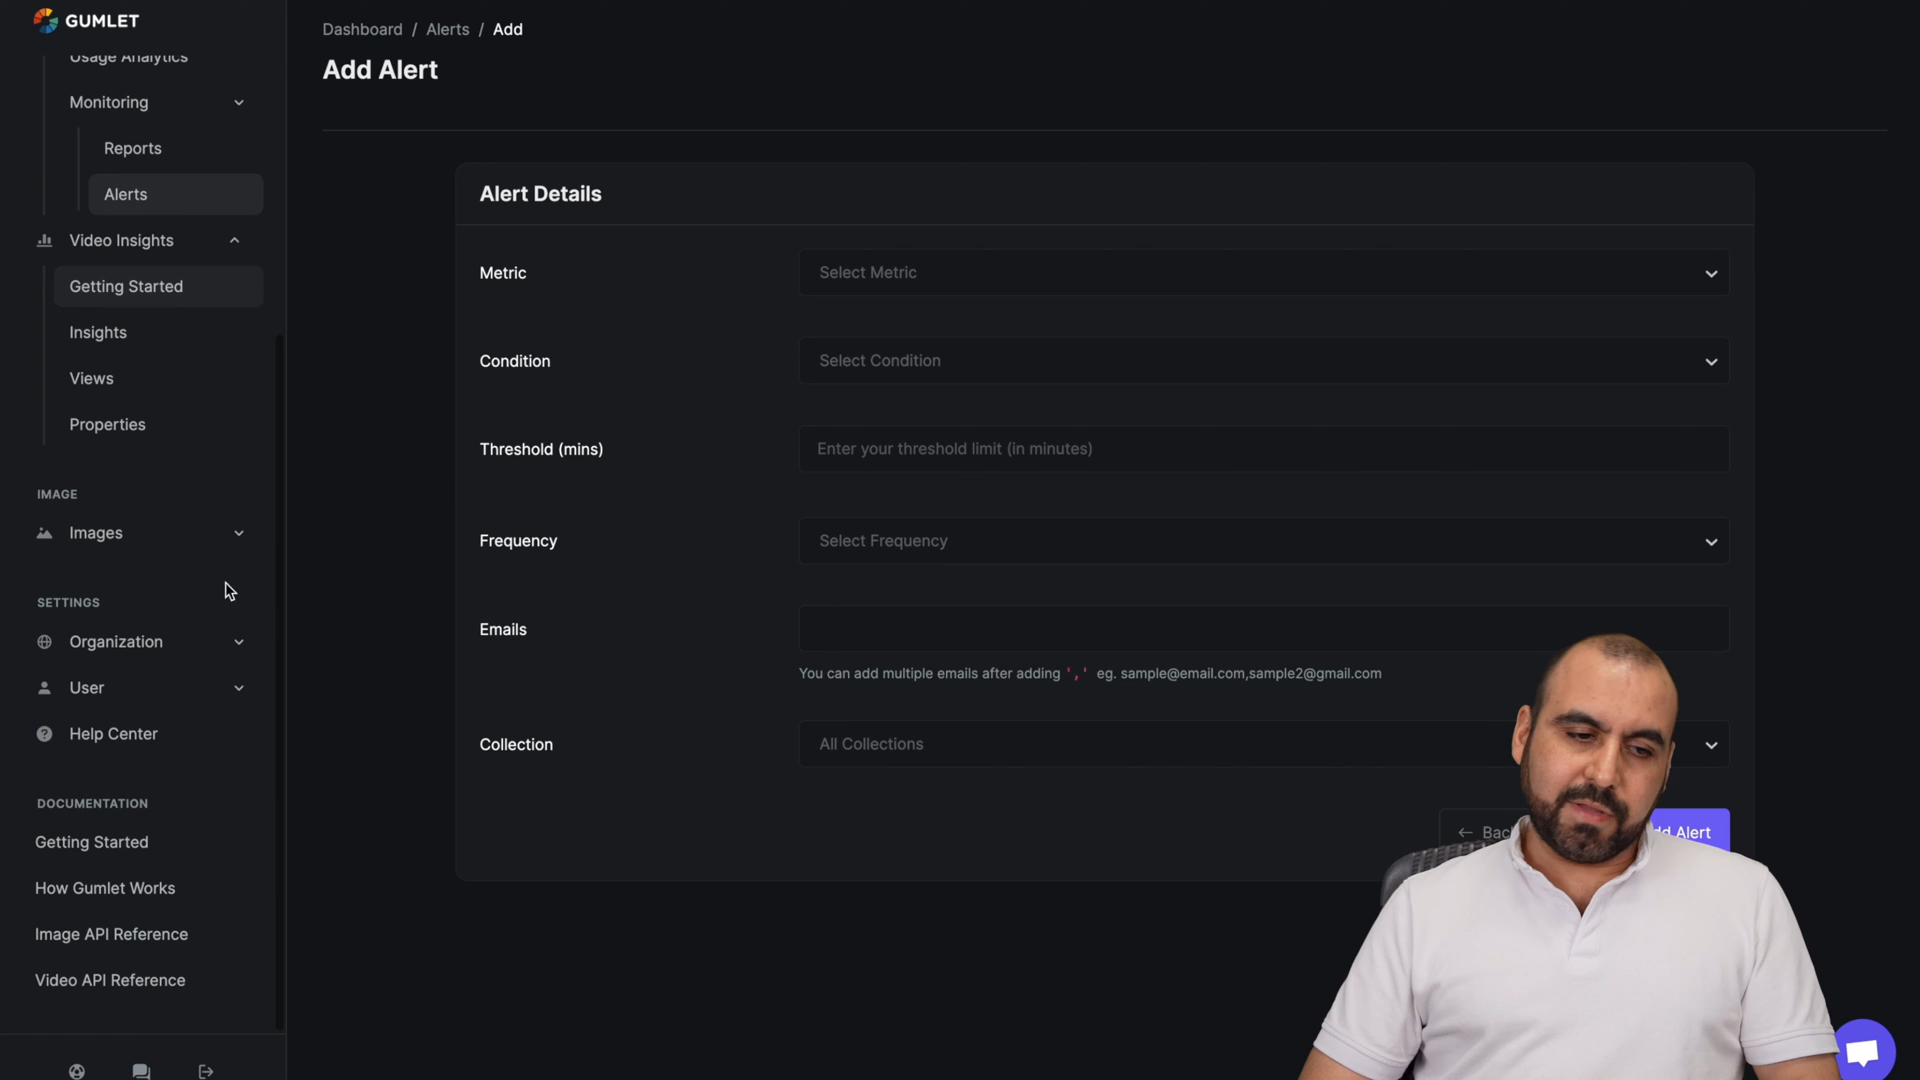 GUMLET
Usage Analytics
Monitoring
Reports
Alerts
Video Insights
Getting Started
Insights
Views
Properties
IMAGE
Images
SETTINGS
Organization
User
Help Center
DOCUMENTATION
Getting Started
How Gumlet Works
Image API Reference
Video API Reference
Dashboard / Alerts / Add
Add Alert
Alert Details
Metric
Select Metric
Condition
Select Condition
Threshold (mins)
Enter your threshold limit (in minutes)
Frequency
Select Frequency
Emails
You can add multiple emails after adding ',' eg. sample@email.com,sample2@gmail.com
Collection
All Collections
← Bac
dd Alert